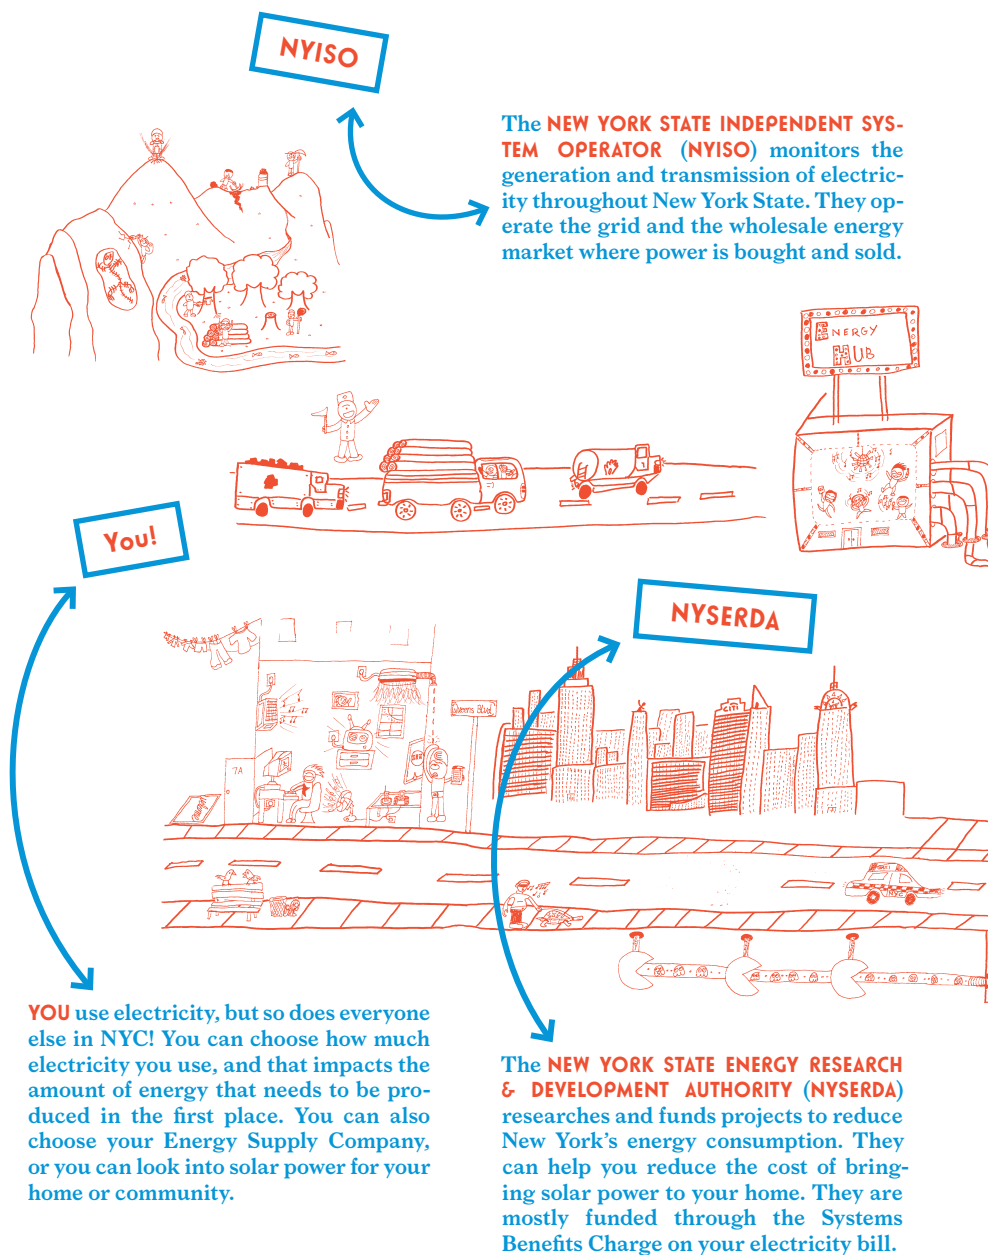 NYISO
The NEW YORK STATE INDEPENDENT SYS-
TEM OPERATOR (NYISO) monitors the
generation and transmission of electric-
ity throughout New York State. They op-
erate the grid and the wholesale energy
market where power is bought and sold.
ENERGY
HUB
You!
NYSERDA
Queens Blvd
CITI
7A
YOU use electricity, but so does everyone
else in NYC! You can choose how much
electricity you use, and that impacts the
amount of energy that needs to be pro-
duced in the first place. You can also
choose your Energy Supply Company,
or you can look into solar power for your
home or community.
The NEW YORK STATE ENERGY RESEARCH
& DEVELOPMENT AUTHORITY (NYSERDA)
researches and funds projects to reduce
New York's energy consumption. They
can help you reduce the cost of bring-
ing solar power to your home. They are
mostly funded through the Systems
Benefits Charge on your electricity bill.